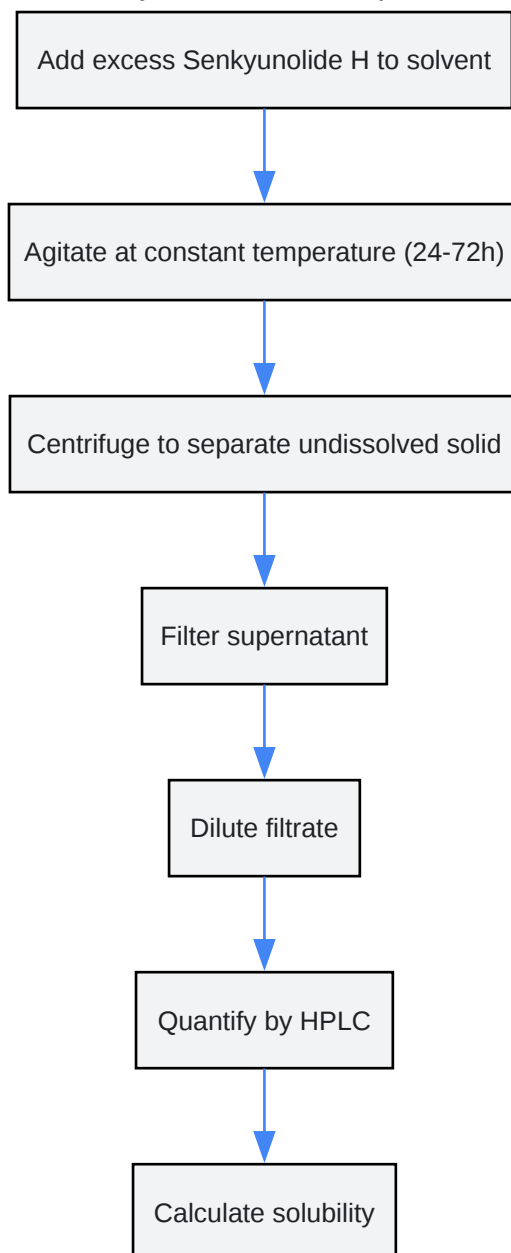 Add excess Senkyunolide H to solvent
Agitate at constant temperature (24-72h)
Centrifuge to separate undissolved solid
Filter supernatant
Dilute filtrate
Quantify by HPLC
Calculate solubility